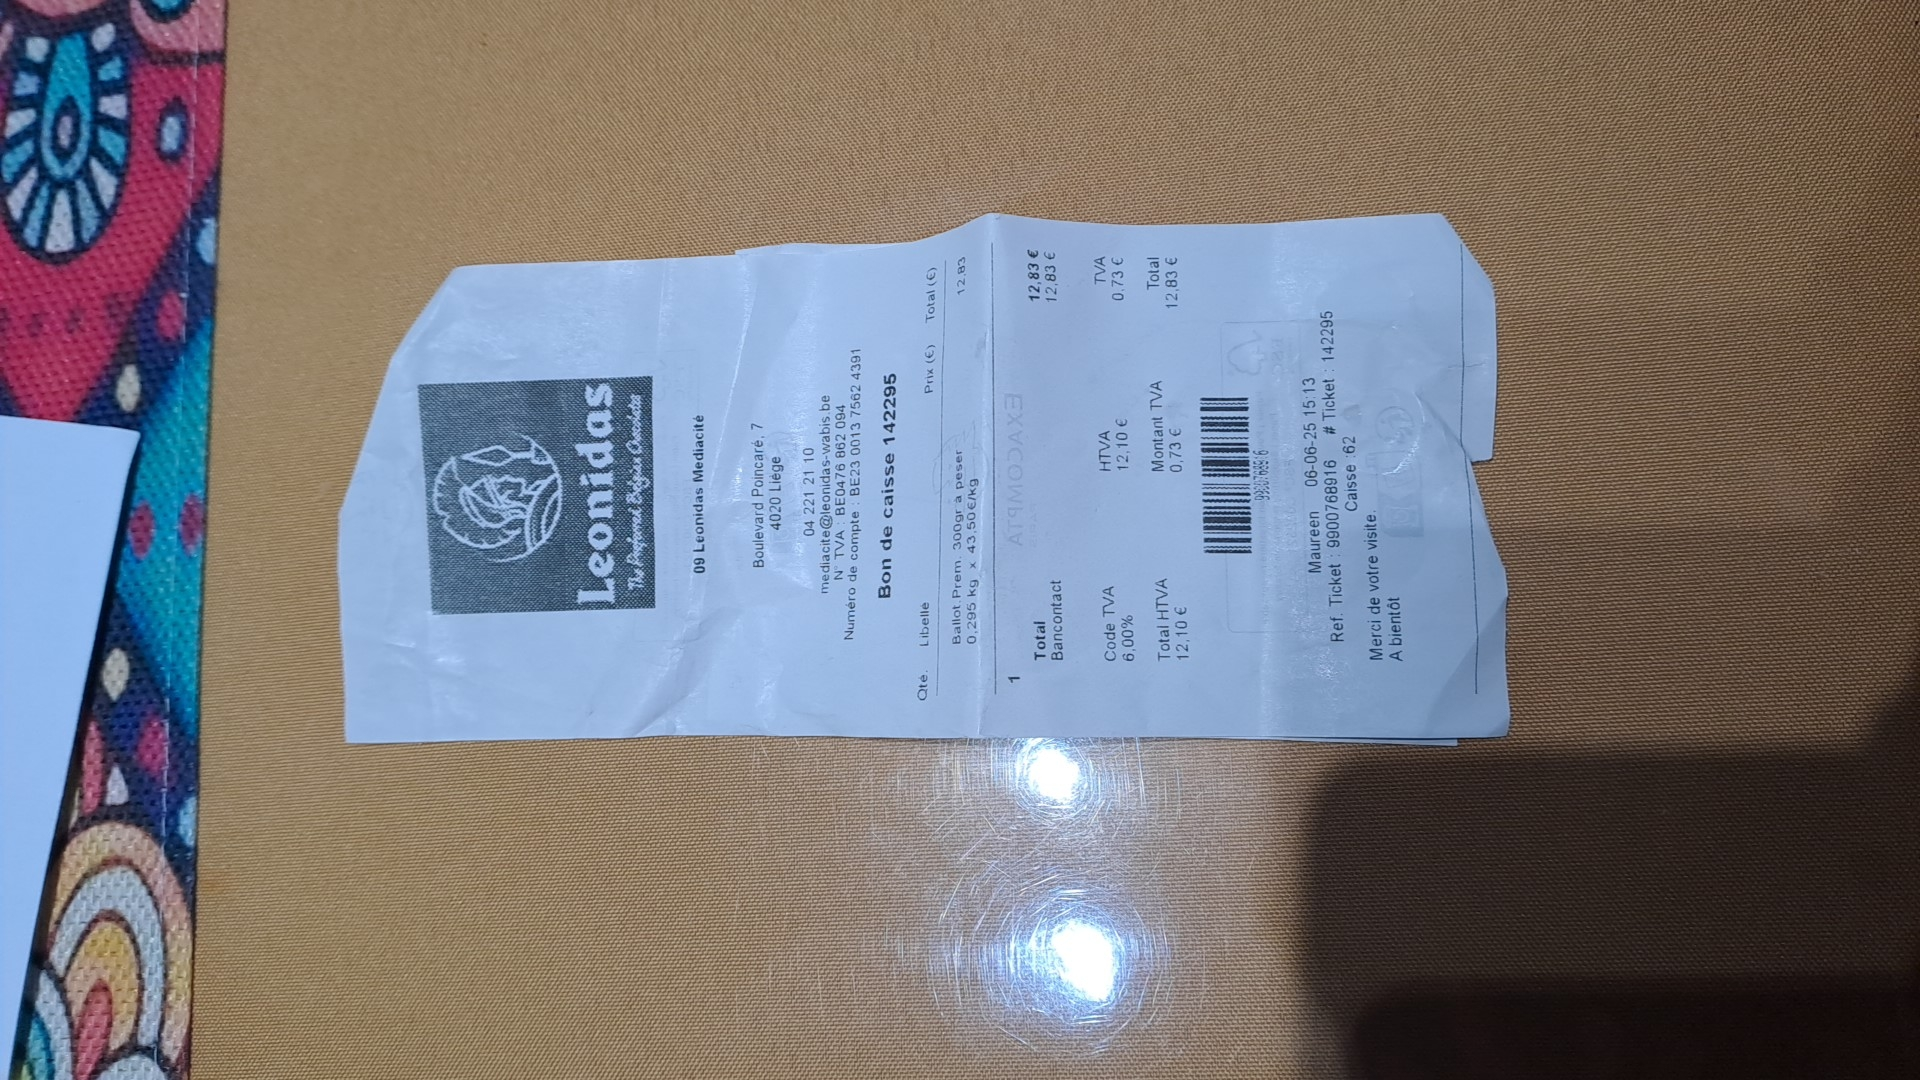 Leonidas
The Preferred Belgian Chocolates
09 Leonidas Mediacité
Boulevard Poincaré, 7
4020 Liège
04 221 21 10
mediacite@leonidas-wabis.be
N° TVA : BE0476 862 094
Numéro de compte : BE23 0013 7562 4391
Bon de caisse 142295
Qté. Libellé Prix (€) Total (€)
Ballot. Prem. 300gr à peser 12,83
0,295 kg x 43,50€/kg
1
Total 12,83 €
Bancontact 12,83 €
Code TVA HTVA TVA
6,00% 12,10 € 0,73 €
Total HTVA Montant TVA Total
12,10 € 0,73 € 12,83 €
9900768916
Maureen 06-06-25 15:13
Ref. Ticket : 9900768916 # Ticket : 142295
Caisse :62
Merci de votre visite.
A bientôt
EXACOMPTA